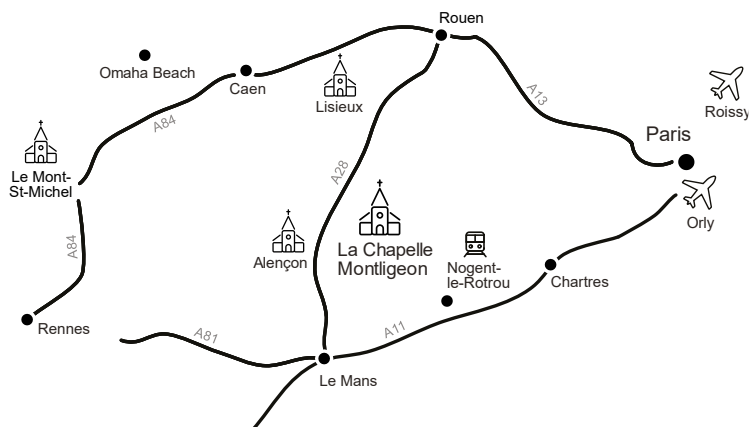 Rouen
Omaha Beach
Caen
Lisieux
A13
Roissy
A84
Paris
Le Mont-
St-Michel
A28
Orly
A84
Alençon
La Chapelle
Montligeon
Nogent-
le-Rotrou
Chartres
Rennes
A81
A11
Le Mans